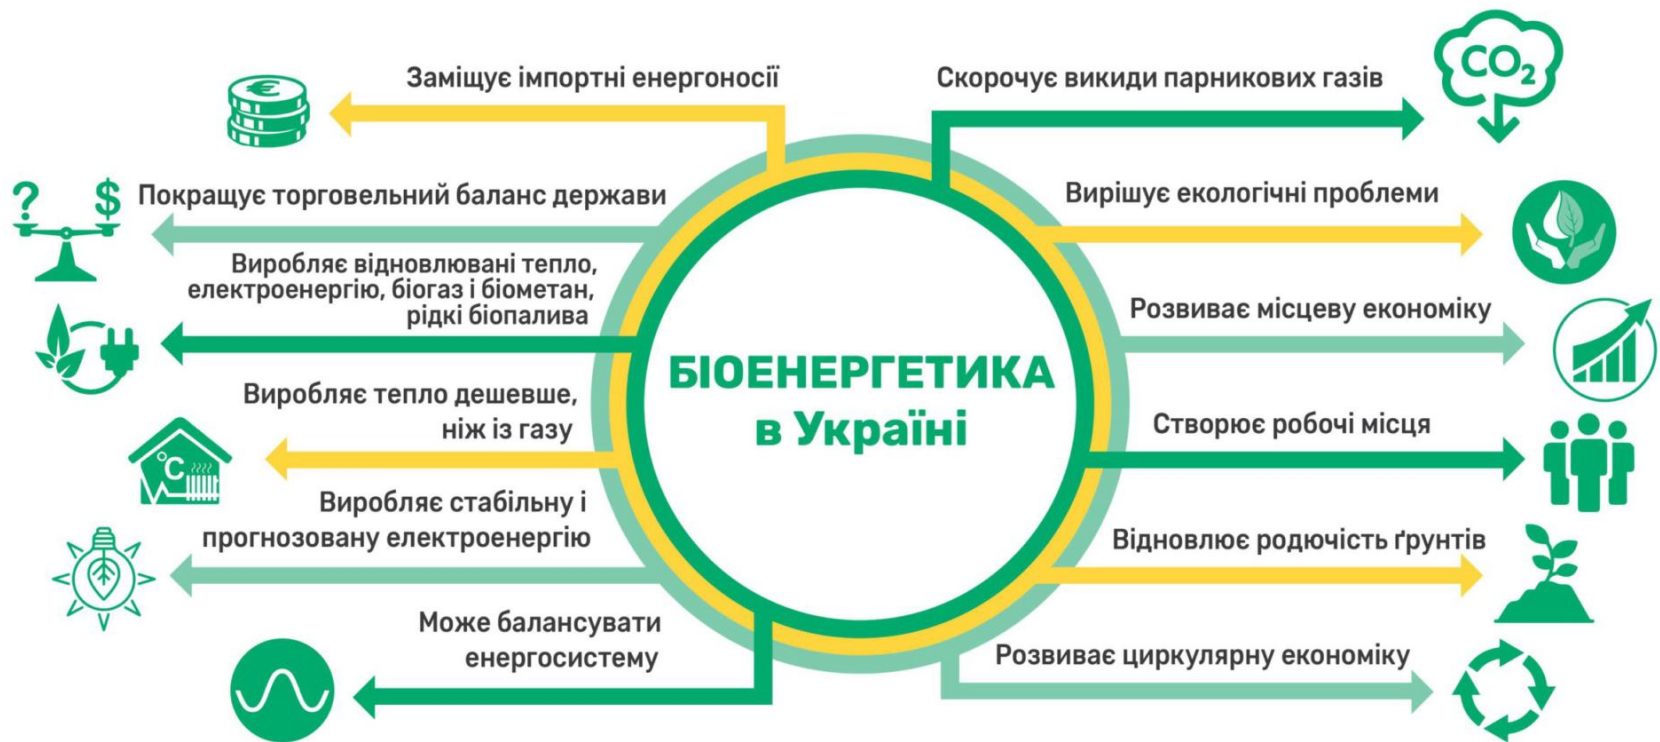 БІОЕНЕРГЕТИКА
в Україні
Заміщує імпортні енергоносії
€
Покращує торговельний баланс держави
? $
Виробляє відновлювані тепло,
електроенергію, біогаз і біометан,
рідкі біопалива
Виробляє тепло дешевше,
ніж із газу
°C
Виробляє стабільну і
прогнозовану електроенергію
Може балансувати
енергосистему
Скорочує викиди парникових газів
CO₂
Вирішує екологічні проблеми
Розвиває місцеву економіку
Створює робочі місця
Відновлює родючість ґрунтів
Розвиває циркулярну економіку